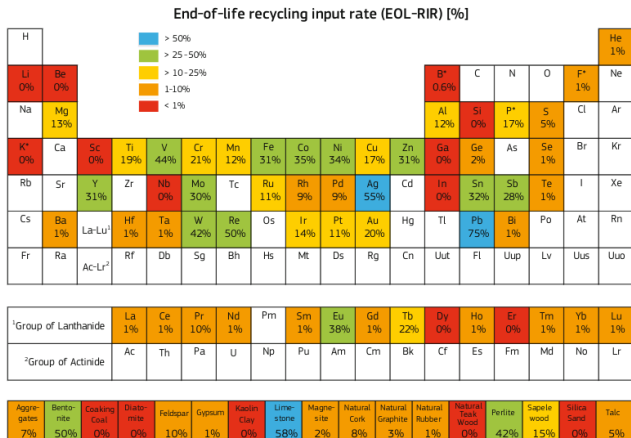 End-of-life recycling input rate (EOL-RIR) [%]
H He
1%
> 50%
> 25-50%
> 10-25%
1-10%
< 1%
Li Be B* C N O F* Ne
0% 0% 0.6% 1%
Na Mg Al Si P* S Cl Ar
13% 12% 0% 17% 5%
K* Ca Sc Ti V Cr Mn Fe Co Ni Cu Zn Ga Ge As Se Br Kr
0% 0% 19% 44% 21% 12% 31% 35% 34% 17% 31% 0% 2% 1%
Rb Sr Y Zr Nb Mo Tc Ru Rh Pd Ag Cd In Sn Sb Te I Xe
31% 0% 30% 11% 9% 9% 55% 0% 32% 28% 1%
Cs Ba La-Lu¹ Hf Ta W Re Os Ir Pt Au Hg Tl Pb Bi Po At Rn
1% 1% 1% 42% 50% 14% 11% 20% 75% 1%
Fr Ra Ac-Lr² Rf Db Sg Bh Hs Mt Ds Rg Cn Uut Fl Uup Lv Uus Uuo
¹Group of Lanthanide La Ce Pr Nd Pm Sm Eu Gd Tb Dy Ho Er Tm Yb Lu
1% 1% 10% 1% 1% 38% 1% 22% 0% 1% 0% 1% 1% 1%
²Group of Actinide Ac Th Pa U Np Pu Am Cm Bk Cf Es Fm Md No Lr
Aggre- Bento- Coaking Diato- Feldspar Gypsum Kaolin Lime- Magne- Natural Natural Natural Natural Perlite Sapele Silica Talc
gates nite Coal mite Clay stone site Cork Graphite Rubber Teak Wood wood Sand
7% 50% 0% 0% 10% 1% 0% 58% 2% 8% 3% 1% 0% 42% 15% 0% 5%